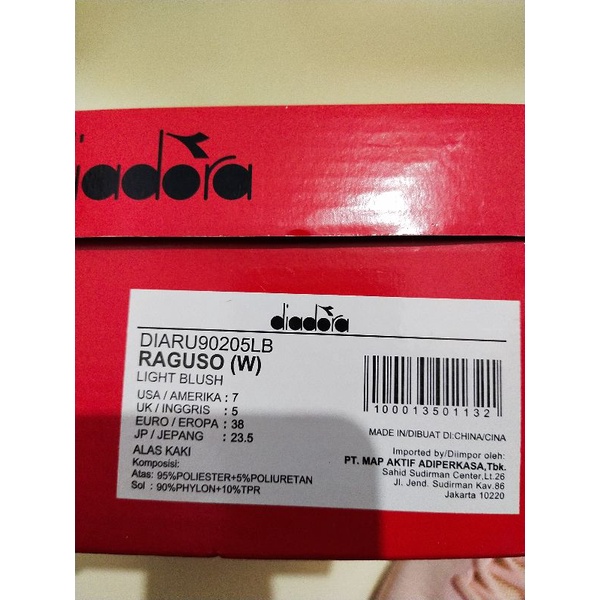 diadora
diadora
DIARU90205LB
RAGUSO (W)
LIGHT BLUSH
USA / AMERIKA : 7
UK / INGGRIS : 5
EURO / EROPA : 38
JP / JEPANG : 23.5
ALAS KAKI
Komposisi:
Atas: 95%POLIESTER+5%POLIURETAN
Sol : 90%PHYLON+10%TPR
1000013501132
MADE IN/DIBUAT DI:CHINA/CINA
Imported by/Diimpor oleh:
PT. MAP AKTIF ADIPERKASA,Tbk.
Sahid Sudirman Center,Lt.26
Jl. Jend. Sudirman Kav.86
Jakarta 10220